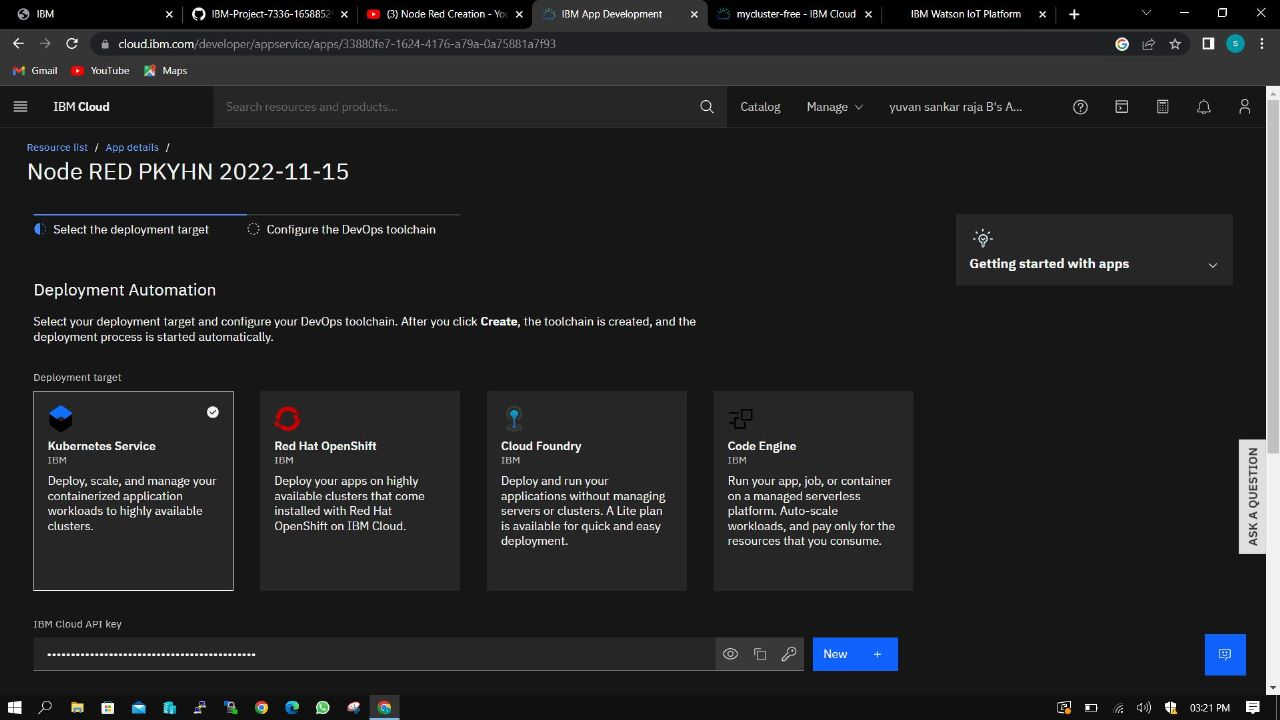 IBM
IBM-Project-7336-1658852
(3) Node Red Creation - You
IBM App Development
mycluster-free - IBM Cloud
IBM Watson IoT Platform
cloud.ibm.com/developer/appservice/apps/33880fe7-1624-4176-a79a-0a75881a7f93
S
Gmail
YouTube
Maps
IBM Cloud
Search resources and products...
Catalog
Manage
yuvan sankar raja B's A...
Resource list / App details /
Node RED PKYHN 2022-11-15
Select the deployment target
Configure the DevOps toolchain
Getting started with apps
Deployment Automation
Select your deployment target and configure your DevOps toolchain. After you click Create, the toolchain is created, and the
deployment process is started automatically.
Deployment target
Kubernetes Service
IBM
Deploy, scale, and manage your
containerized application
workloads to highly available
clusters.
Red Hat OpenShift
IBM
Deploy your apps on highly
available clusters that come
installed with Red Hat
OpenShift on IBM Cloud.
Cloud Foundry
IBM
Deploy and run your
applications without managing
servers or clusters. A Lite plan
is available for quick and easy
deployment.
Code Engine
IBM
Run your app, job, or container
on a managed serverless
platform. Auto-scale
workloads, and pay only for the
resources that you consume.
ASK A QUESTION
IBM Cloud API key
New +
03:21 PM